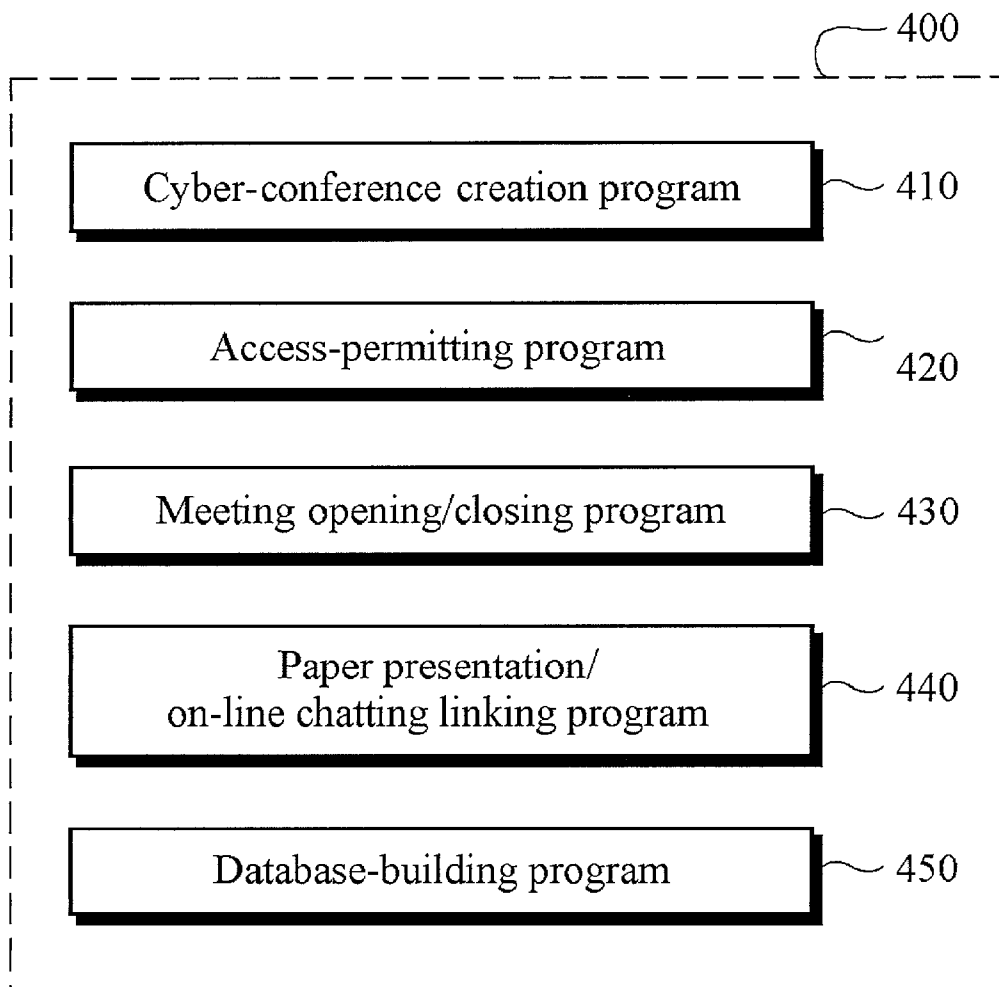 400
Cyber-conference creation program
410
Access-permitting program
420
Meeting opening/closing program
430
Paper presentation/
on-line chatting linking program
440
Database-building program
450